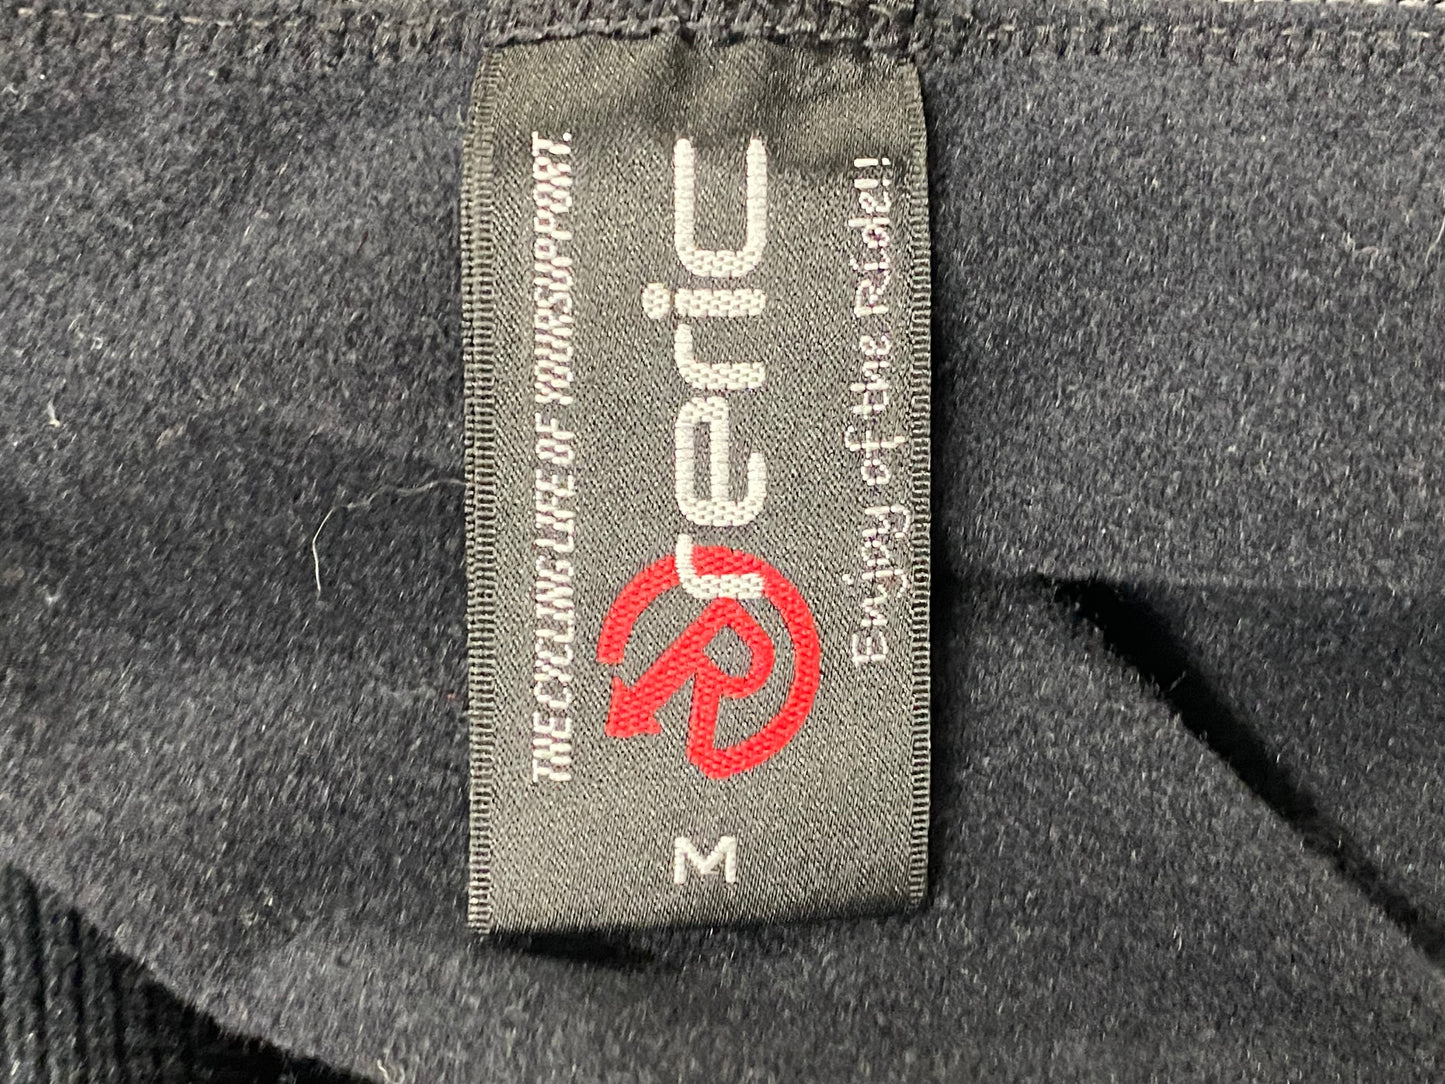 THE CYCLING LIFE OF YOUR SUPPORT.
reric
R
Enjoy of the Ride!!
M